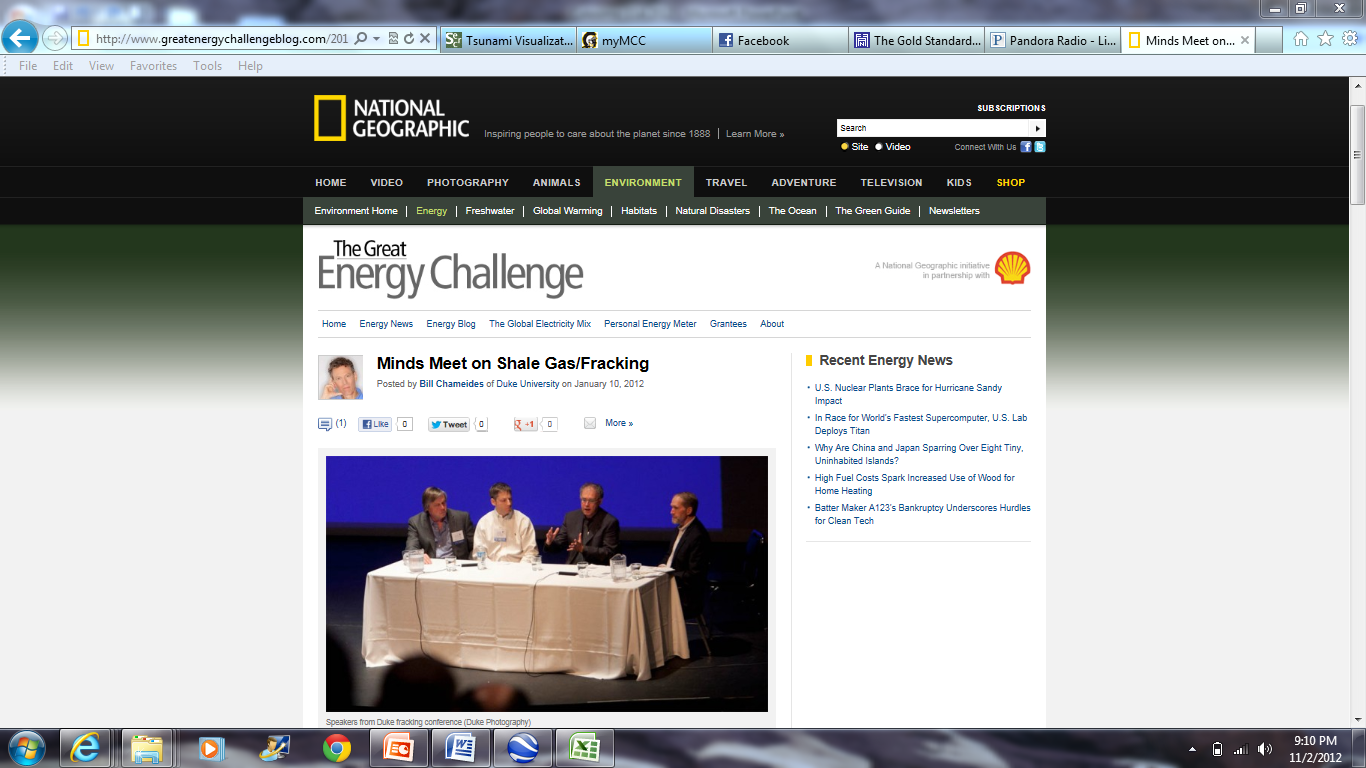 http://www.greatenergychallengeblog.com/201
Tsunami Visualizat...
myMCC
Facebook
The Gold Standard...
Pandora Radio - Li...
Minds Meet on...
File Edit View Favorites Tools Help
NATIONAL
GEOGRAPHIC
Inspiring people to care about the planet since 1888 | Learn More »
SUBSCRIPTIONS
Search
Site Video
Connect With Us
HOME VIDEO PHOTOGRAPHY ANIMALS ENVIRONMENT TRAVEL ADVENTURE TELEVISION KIDS SHOP
Environment Home | Energy | Freshwater | Global Warming | Habitats | Natural Disasters | The Ocean | The Green Guide | Newsletters
The Great
Energy Challenge
A National Geographic initiative
in partnership with
Home Energy News Energy Blog The Global Electricity Mix Personal Energy Meter Grantees About
Minds Meet on Shale Gas/Fracking
Posted by Bill Chameides of Duke University on January 10, 2012
(1) Like 0 Tweet 0 +1 0 More »
Speakers from Duke fracking conference (Duke Photography)
Recent Energy News
U.S. Nuclear Plants Brace for Hurricane Sandy
Impact
In Race for World's Fastest Supercomputer, U.S. Lab
Deploys Titan
Why Are China and Japan Sparring Over Eight Tiny,
Uninhabited Islands?
High Fuel Costs Spark Increased Use of Wood for
Home Heating
Batter Maker A123's Bankruptcy Underscores Hurdles
for Clean Tech
9:10 PM
11/2/2012